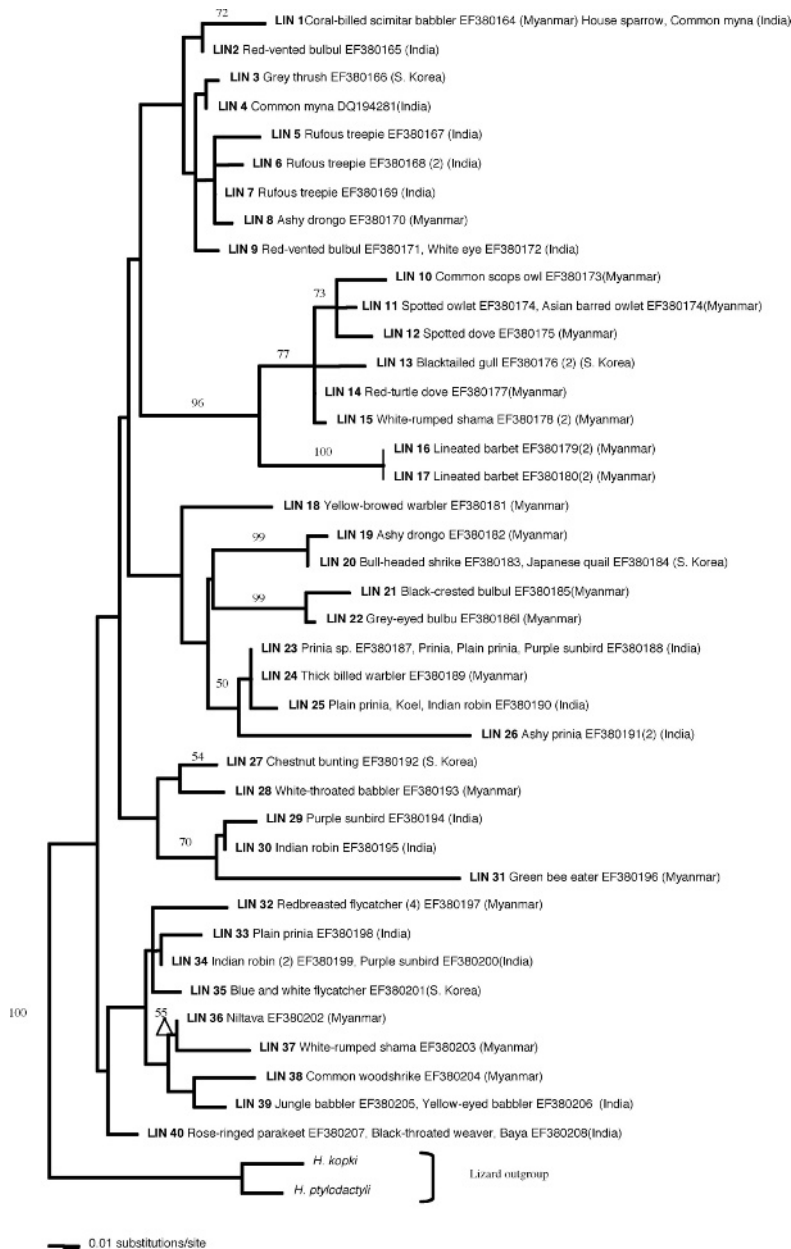 72
LIN 1Coral-billed scimitar babbler EF380164 (Myanmar) House sparrow, Common myna (India)
LIN2 Red-vented bulbul EF380165 (India)
LIN 3 Grey thrush EF380166 (S. Korea)
LIN 4 Common myna DQ194281(India)
LIN 5 Rufous treepie EF380167 (India)
LIN 6 Rufous treepie EF380168 (2) (India)
LIN 7 Rufous treepie EF380169 (India)
LIN 8 Ashy drongo EF380170 (Myanmar)
LIN 9 Red-vented bulbul EF380171, White eye EF380172 (India)
LIN 10 Common scops owl EF380173(Myanmar)
73
LIN 11 Spotted owlet EF380174, Asian barred owlet EF380174(Myanmar)
LIN 12 Spotted dove EF380175 (Myanmar)
77
LIN 13 Blacktailed gull EF380176 (2) (S. Korea)
LIN 14 Red-turtle dove EF380177(Myanmar)
96
LIN 15 White-rumped shama EF380178 (2) (Myanmar)
100
LIN 16 Lineated barbet EF380179(2) (Myanmar)
LIN 17 Lineated barbet EF380180(2) (Myanmar)
LIN 18 Yellow-browed warbler EF380181 (Myanmar)
99
LIN 19 Ashy drongo EF380182 (Myanmar)
LIN 20 Bull-headed shrike EF380183, Japanese quail EF380184 (S. Korea)
99
LIN 21 Black-crested bulbul EF380185(Myanmar)
LIN 22 Grey-eyed bulbu EF380186l (Myanmar)
LIN 23 Prinia sp. EF380187, Prinia, Plain prinia, Purple sunbird EF380188 (India)
LIN 24 Thick billed warbler EF380189 (Myanmar)
50
LIN 25 Plain prinia, Koel, Indian robin EF380190 (India)
LIN 26 Ashy prinia EF380191(2) (India)
54
LIN 27 Chestnut bunting EF380192 (S. Korea)
LIN 28 White-throated babbler EF380193 (Myanmar)
LIN 29 Purple sunbird EF380194 (India)
70
LIN 30 Indian robin EF380195 (India)
LIN 31 Green bee eater EF380196 (Myanmar)
LIN 32 Redbreasted flycatcher (4) EF380197 (Myanmar)
LIN 33 Plain prinia EF380198 (India)
LIN 34 Indian robin (2) EF380199, Purple sunbird EF380200(India)
LIN 35 Blue and white flycatcher EF380201(S. Korea)
100
55
LIN 36 Niltava EF380202 (Myanmar)
LIN 37 White-rumped shama EF380203 (Myanmar)
LIN 38 Common woodshrike EF380204 (Myanmar)
LIN 39 Jungle babbler EF380205, Yellow-eyed babbler EF380206 (India)
LIN 40 Rose-ringed parakeet EF380207, Black-throated weaver, Baya EF380208(India)
H. kopki
Lizard outgroup
H. ptylodactyli
0.01 substitutions/site